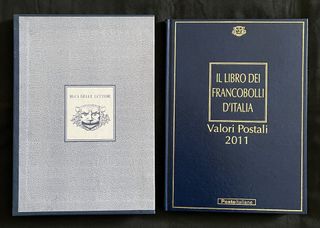 BUCA DELLE LETTERE
IL LIBRO DEI
FRANCOBOLLI
D'ITALIA
Valori Postali
2011
Posteitaliane